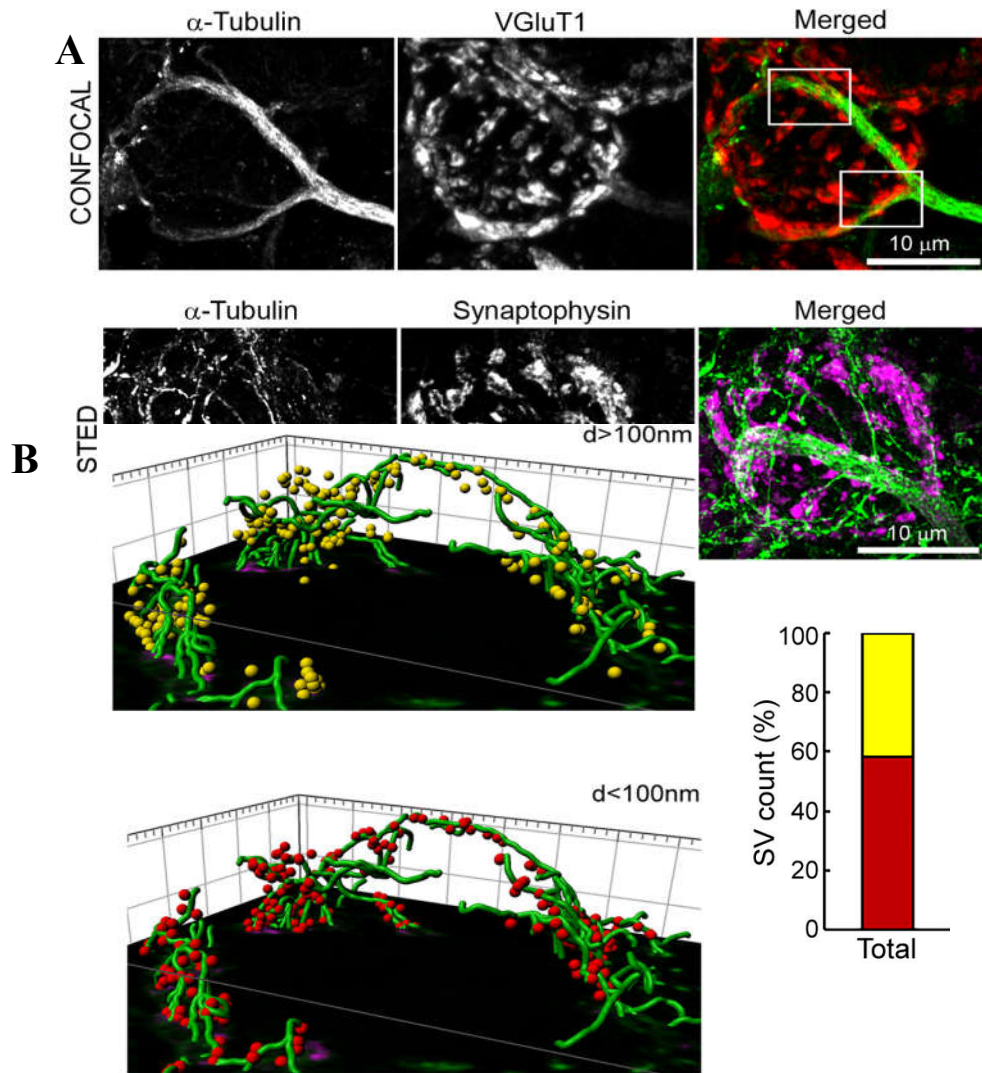 A
α-Tubulin
VGluT1
Merged
CONFOCAL
10 μm
α-Tubulin
Synaptophysin
Merged
STED
B
d>100nm
10 μm
d<100nm
SV count (%)
100
80
60
40
20
0
Total